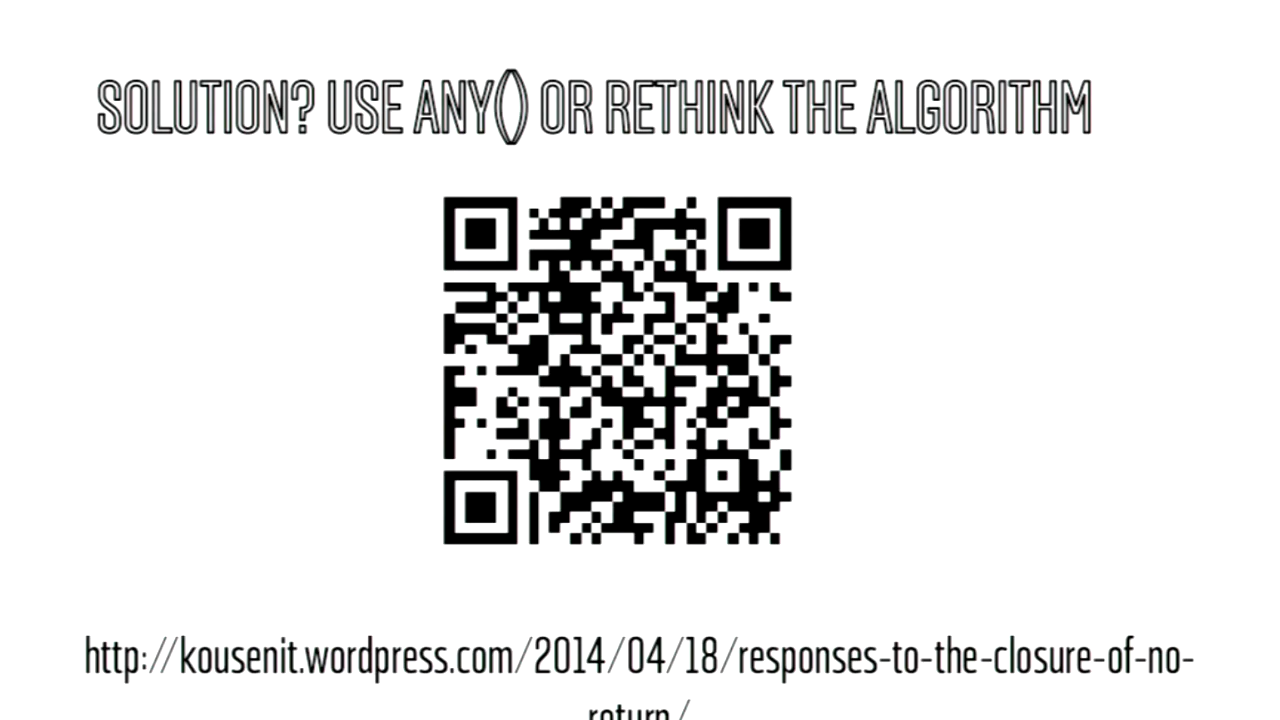 SOLUTION? USE ANY() OR RETHINK THE ALGORITHM
http://kousenit.wordpress.com/2014/04/18/responses-to-the-closure-of-no-
return/